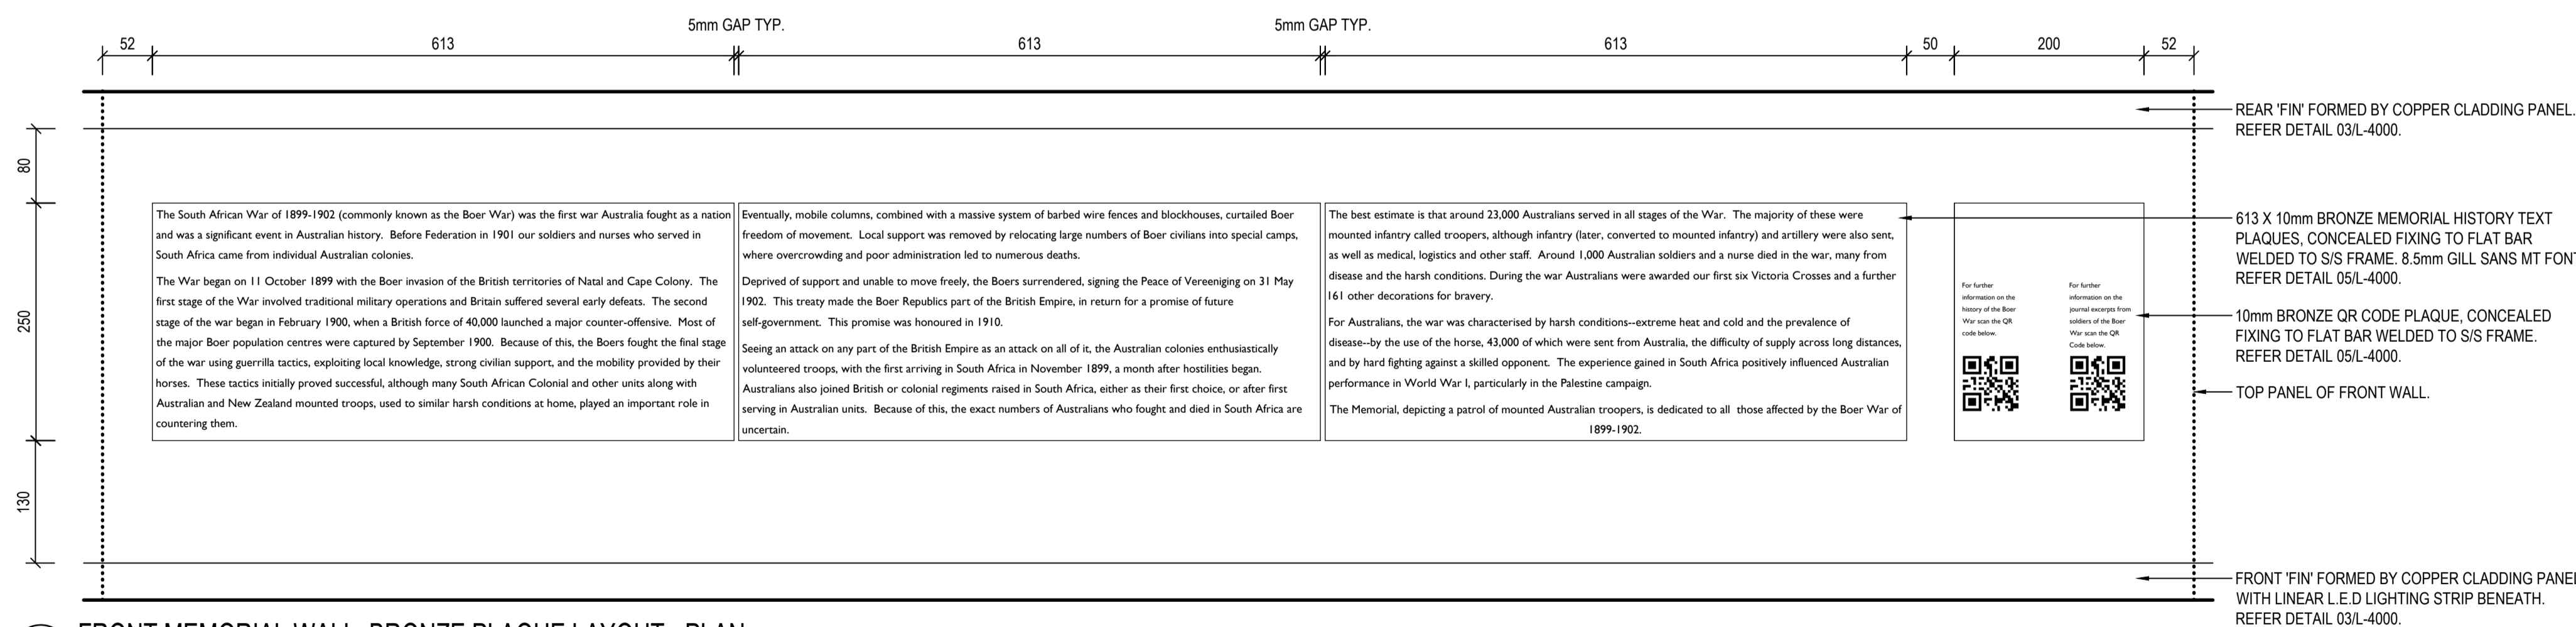 5mm GAP TYP.
5mm GAP TYP.
52
613
613
613
50
200
52
80
250
130
The South African War of 1899-1902 (commonly known as the Boer War) was the first war Australia fought as a nation
and was a significant event in Australian history. Before Federation in 1901 our soldiers and nurses who served in
South Africa came from individual Australian colonies.
The War began on 11 October 1899 with the Boer invasion of the British territories of Natal and Cape Colony. The
first stage of the War involved traditional military operations and Britain suffered several early defeats. The second
stage of the war began in February 1900, when a British force of 40,000 launched a major counter-offensive. Most of
the major Boer population centres were captured by September 1900. Because of this, the Boers fought the final stage
of the war using guerrilla tactics, exploiting local knowledge, strong civilian support, and the mobility provided by their
horses. These tactics initially proved successful, although many South African Colonial and other units along with
Australian and New Zealand mounted troops, used to similar harsh conditions at home, played an important role in
countering them.
Eventually, mobile columns, combined with a massive system of barbed wire fences and blockhouses, curtailed Boer
freedom of movement. Local support was removed by relocating large numbers of Boer civilians into special camps,
where overcrowding and poor administration led to numerous deaths.
Deprived of support and unable to move freely, the Boers surrendered, signing the Peace of Vereeniging on 31 May
1902. This treaty made the Boer Republics part of the British Empire, in return for a promise of future
self-government. This promise was honoured in 1910.
Seeing an attack on any part of the British Empire as an attack on all of it, the Australian colonies enthusiastically
volunteered troops, with the first arriving in South Africa in November 1899, a month after hostilities began.
Australians also joined British or colonial regiments raised in South Africa, either as their first choice, or after first
serving in Australian units. Because of this, the exact numbers of Australians who fought and died in South Africa are
uncertain.
The best estimate is that around 23,000 Australians served in all stages of the War. The majority of these were
mounted infantry called troopers, although infantry (later, converted to mounted infantry) and artillery were also sent,
as well as medical, logistics and other staff. Around 1,000 Australian soldiers and a nurse died in the war, many from
disease and the harsh conditions. During the war Australians were awarded our first six Victoria Crosses and a further
161 other decorations for bravery.
For Australians, the war was characterised by harsh conditions--extreme heat and cold and the prevalence of
disease--by the use of the horse, 43,000 of which were sent from Australia, the difficulty of supply across long distances,
and by hard fighting against a skilled opponent. The experience gained in South Africa positively influenced Australian
performance in World War I, particularly in the Palestine campaign.
The Memorial, depicting a patrol of mounted Australian troopers, is dedicated to all those affected by the Boer War of
1899-1902.
For further
information on the
history of the Boer
War scan the QR
code below.
For further
information on the
journal excerpts from
soldiers of the Boer
War scan the QR
Code below.
REAR 'FIN' FORMED BY COPPER CLADDING PANEL.
REFER DETAIL 03/L-4000.
613 X 10mm BRONZE MEMORIAL HISTORY TEXT
PLAQUES, CONCEALED FIXING TO FLAT BAR
WELDED TO S/S FRAME. 8.5mm GILL SANS MT FONT
REFER DETAIL 05/L-4000.
10mm BRONZE QR CODE PLAQUE, CONCEALED
FIXING TO FLAT BAR WELDED TO S/S FRAME.
REFER DETAIL 05/L-4000.
TOP PANEL OF FRONT WALL.
FRONT 'FIN' FORMED BY COPPER CLADDING PANEL
WITH LINEAR L.E.D LIGHTING STRIP BENEATH.
REFER DETAIL 03/L-4000.
FRONT MEMORIAL WALL- BRONZE PLAQUE LAYOUT - PLAN